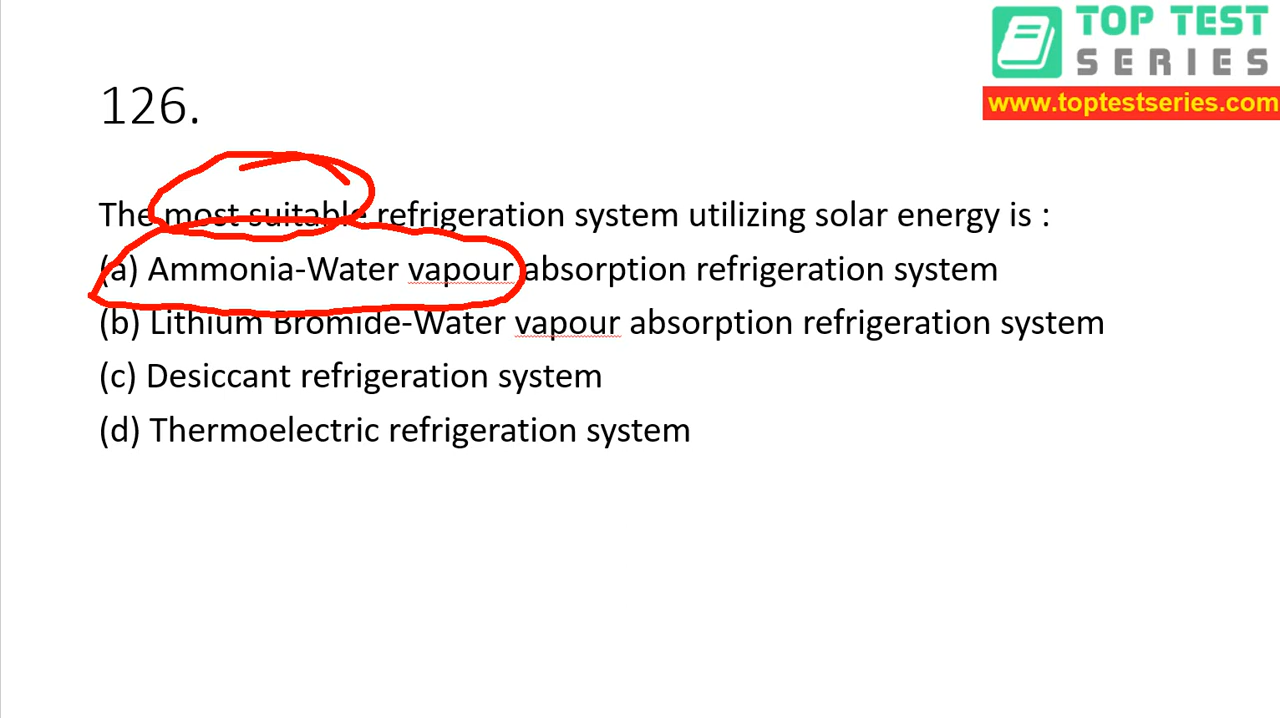 TOP TEST
SERIES
www.toptestseries.com
126.
The most suitable refrigeration system utilizing solar energy is :
(a) Ammonia-Water vapour absorption refrigeration system
(b) Lithium Bromide-Water vapour absorption refrigeration system
(c) Desiccant refrigeration system
(d) Thermoelectric refrigeration system